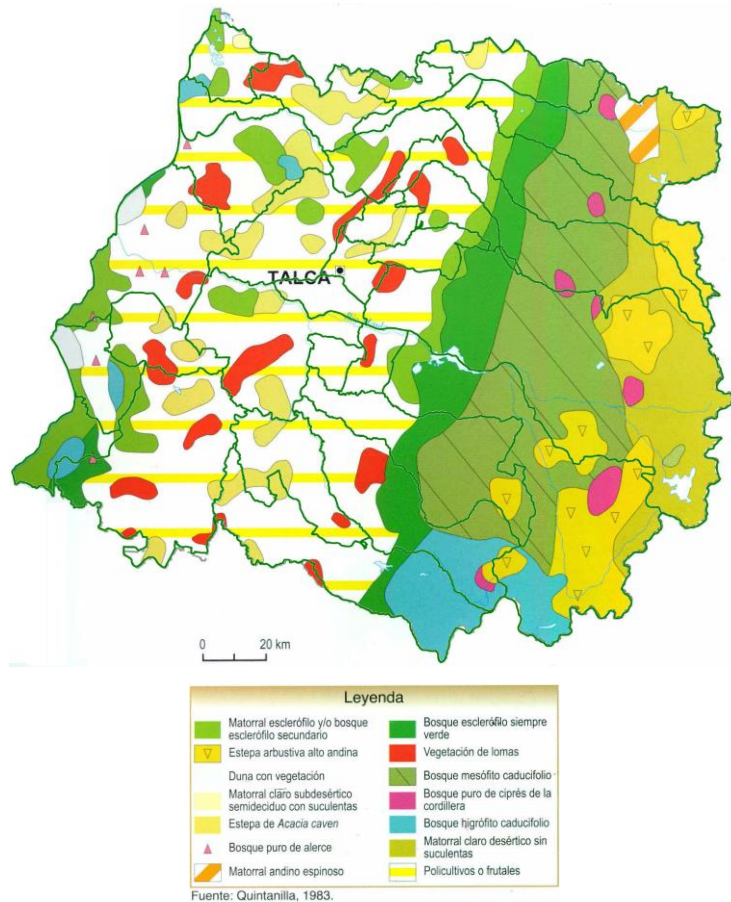 TALCA
0 20 km
Leyenda
Matorral esclerófilo y/o bosque
esclerófilo secundario
Estepa arbustiva alto andina
Duna con vegetación
Matorral claro subdesértico
semideciduo con suculentas
Estepa de Acacia caven
Bosque puro de alerce
Matorral andino espinoso
Bosque esclerófilo siempre
verde
Vegetación de lomas
Bosque mesófito caducifolio
Bosque puro de ciprés de la
cordillera
Bosque higrófito caducifolio
Matorral claro desértico sin
suculentas
Policultivos o frutales
Fuente: Quintanilla, 1983.